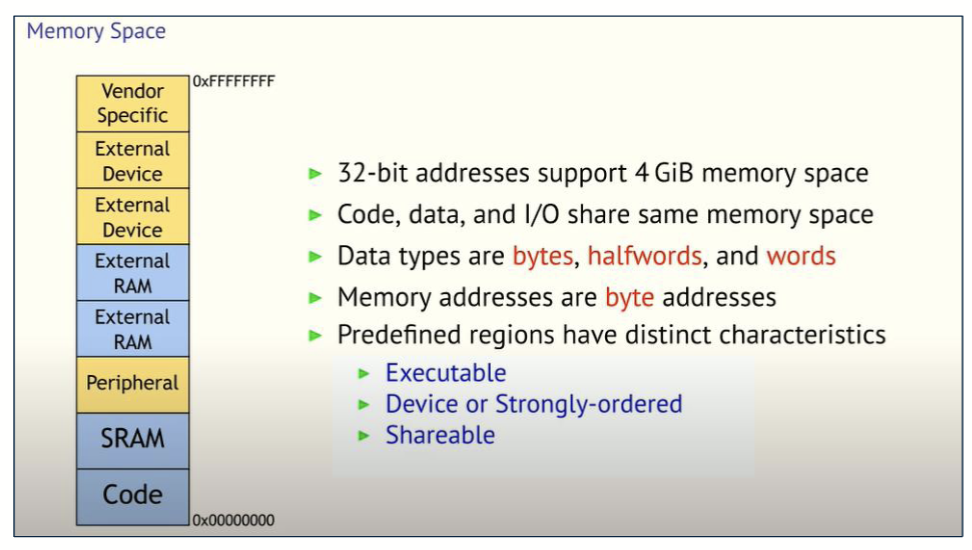 Memory Space
0xFFFFFFFF
Vendor
Specific
External
Device
External
Device
External
RAM
External
RAM
Peripheral
SRAM
Code
0x00000000
32-bit addresses support 4 GiB memory space
Code, data, and I/O share same memory space
Data types are bytes, halfwords, and words
Memory addresses are byte addresses
Predefined regions have distinct characteristics
Executable
Device or Strongly-ordered
Shareable